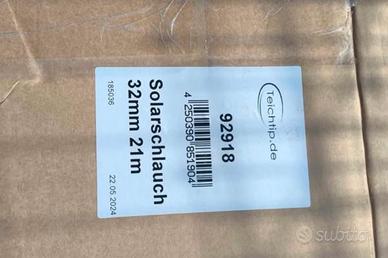 Teichtip.de
92918
4 250390 851904
Solarschlauch
32mm 21m
185036
22 05 2024
subito